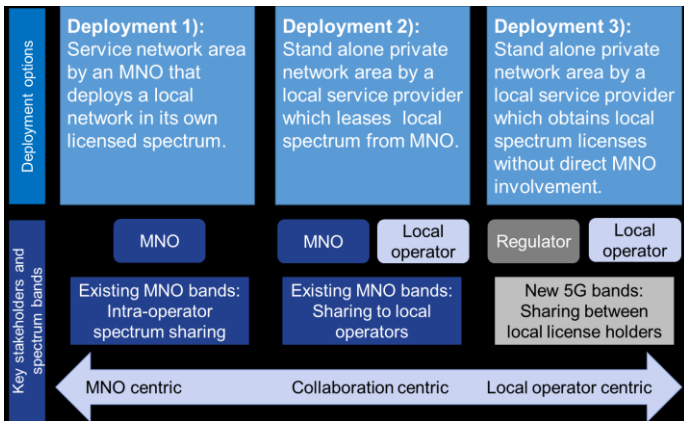 Deployment options
Deployment 1):
Service network area
by an MNO that
deploys a local
network in its own
licensed spectrum.
Deployment 2):
Stand alone private
network area by a
local service provider
which leases local
spectrum from MNO.
Deployment 3):
Stand alone private
network area by a
local service provider
which obtains local
spectrum licenses
without direct MNO
involvement.
Key stakeholders and
spectrum bands
MNO
MNO
Local
operator
Regulator
Local
operator
Existing MNO bands:
Intra-operator
spectrum sharing
Existing MNO bands:
Sharing to local
operators
New 5G bands:
Sharing between
local license holders
MNO centric
Collaboration centric
Local operator centric